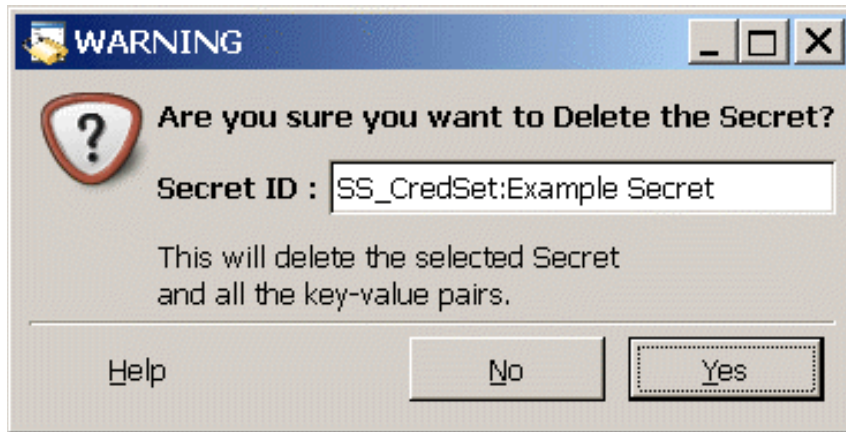 WARNING
Are you sure you want to Delete the Secret?
Secret ID : SS_CredSet:Example Secret
This will delete the selected Secret
and all the key-value pairs.
Help No Yes